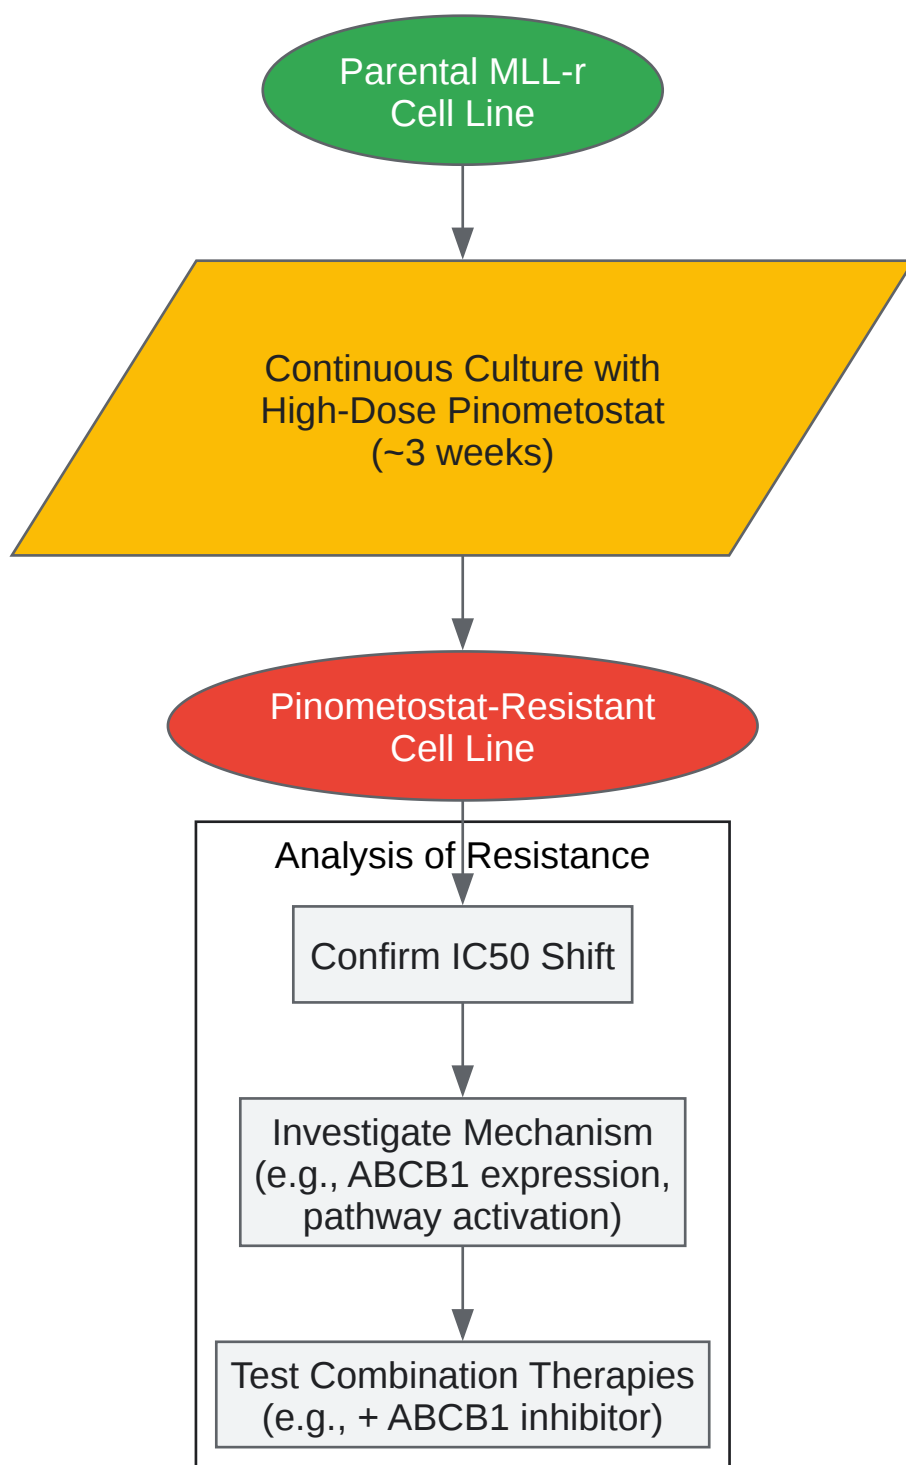 Parental MLL-r
Cell Line
Continuous Culture with
High-Dose Pinometostat
(~3 weeks)
Pinometostat-Resistant
Cell Line
Analysis of Resistance
Confirm IC50 Shift
Investigate Mechanism
(e.g., ABCB1 expression,
pathway activation)
Test Combination Therapies
(e.g., + ABCB1 inhibitor)